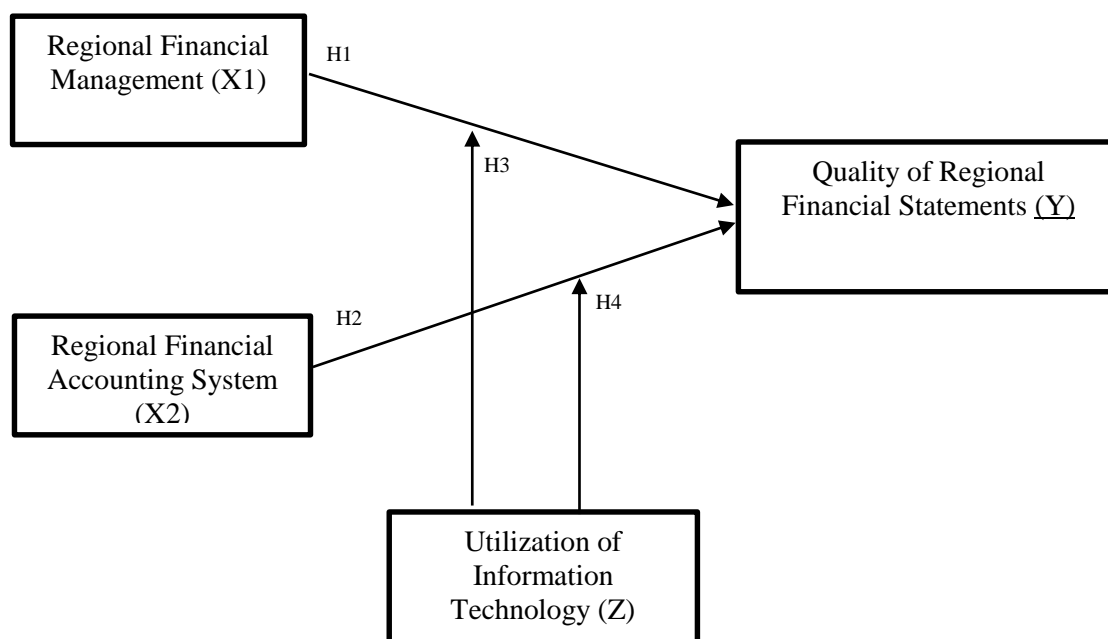 Regional Financial
Management (X1)
H1
H3
Quality of Regional
Financial Statements (Y)
H2
H4
Regional Financial
Accounting System
(X2)
Utilization of
Information
Technology (Z)